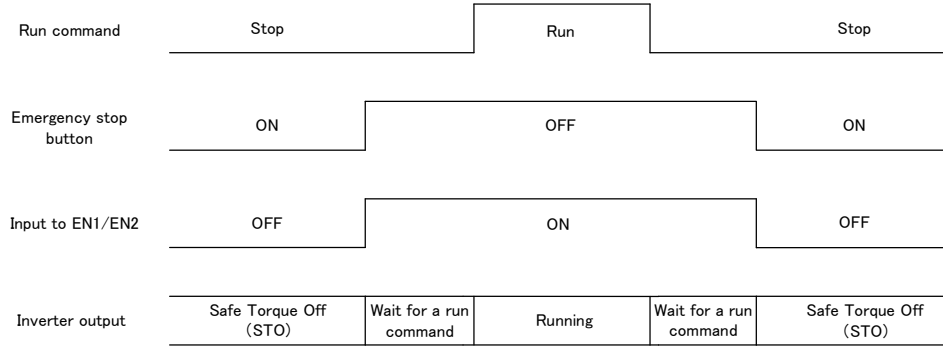 Run command
Stop
Run
Stop
Emergency stop
button
ON
OFF
ON
Input to EN1/EN2
OFF
ON
OFF
Inverter output
Safe Torque Off
(STO)
Wait for a run
command
Running
Wait for a run
command
Safe Torque Off
(STO)